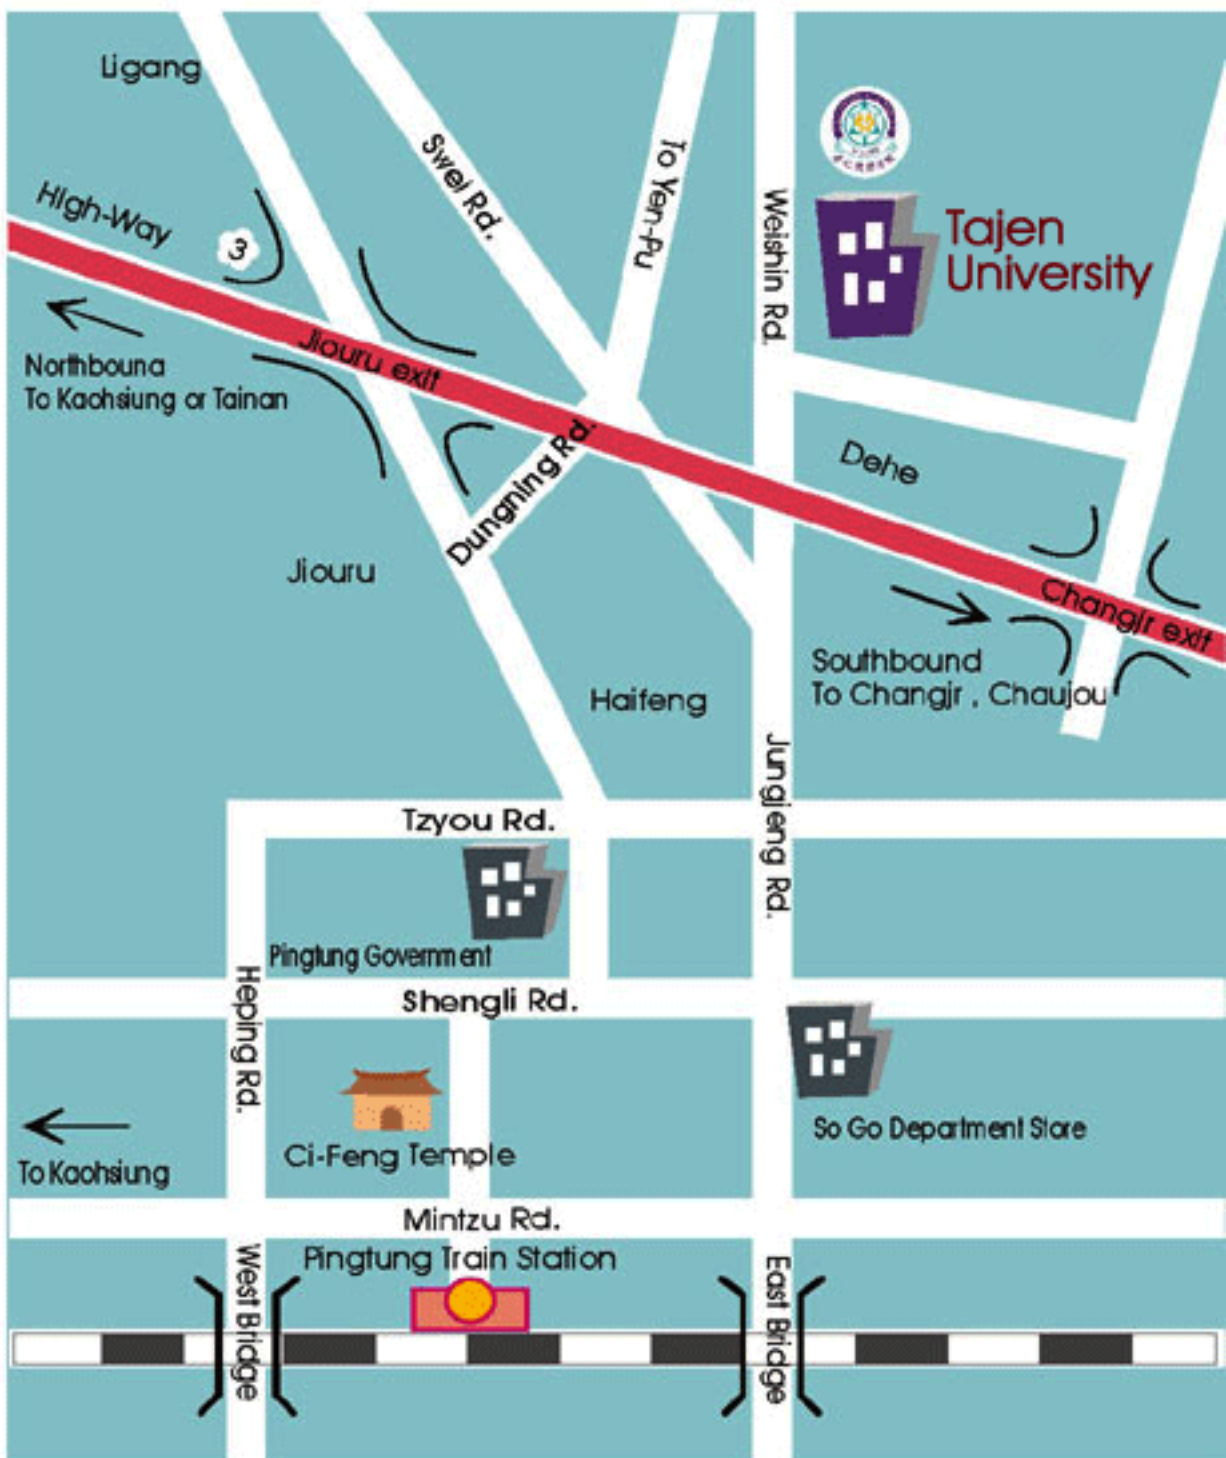 Ligang
Swei Rd.
To Yen-Pu
Weishin Rd.
Tajen
University
High-Way
3
Northbouna
To Kaohsiung or Tainan
Jiouru exit
Dungning Rd.
Dehe
Jiouru
Changjr exit
Southbound
To Changjr , Chaujou
Haifeng
Jungjeng Rd.
Tzyou Rd.
Pingtung Government
Heping Rd.
Shengli Rd.
Ci-Feng Temple
So Go Department Store
To Kaohsiung
Mintzu Rd.
Pingtung Train Station
West Bridge
East Bridge